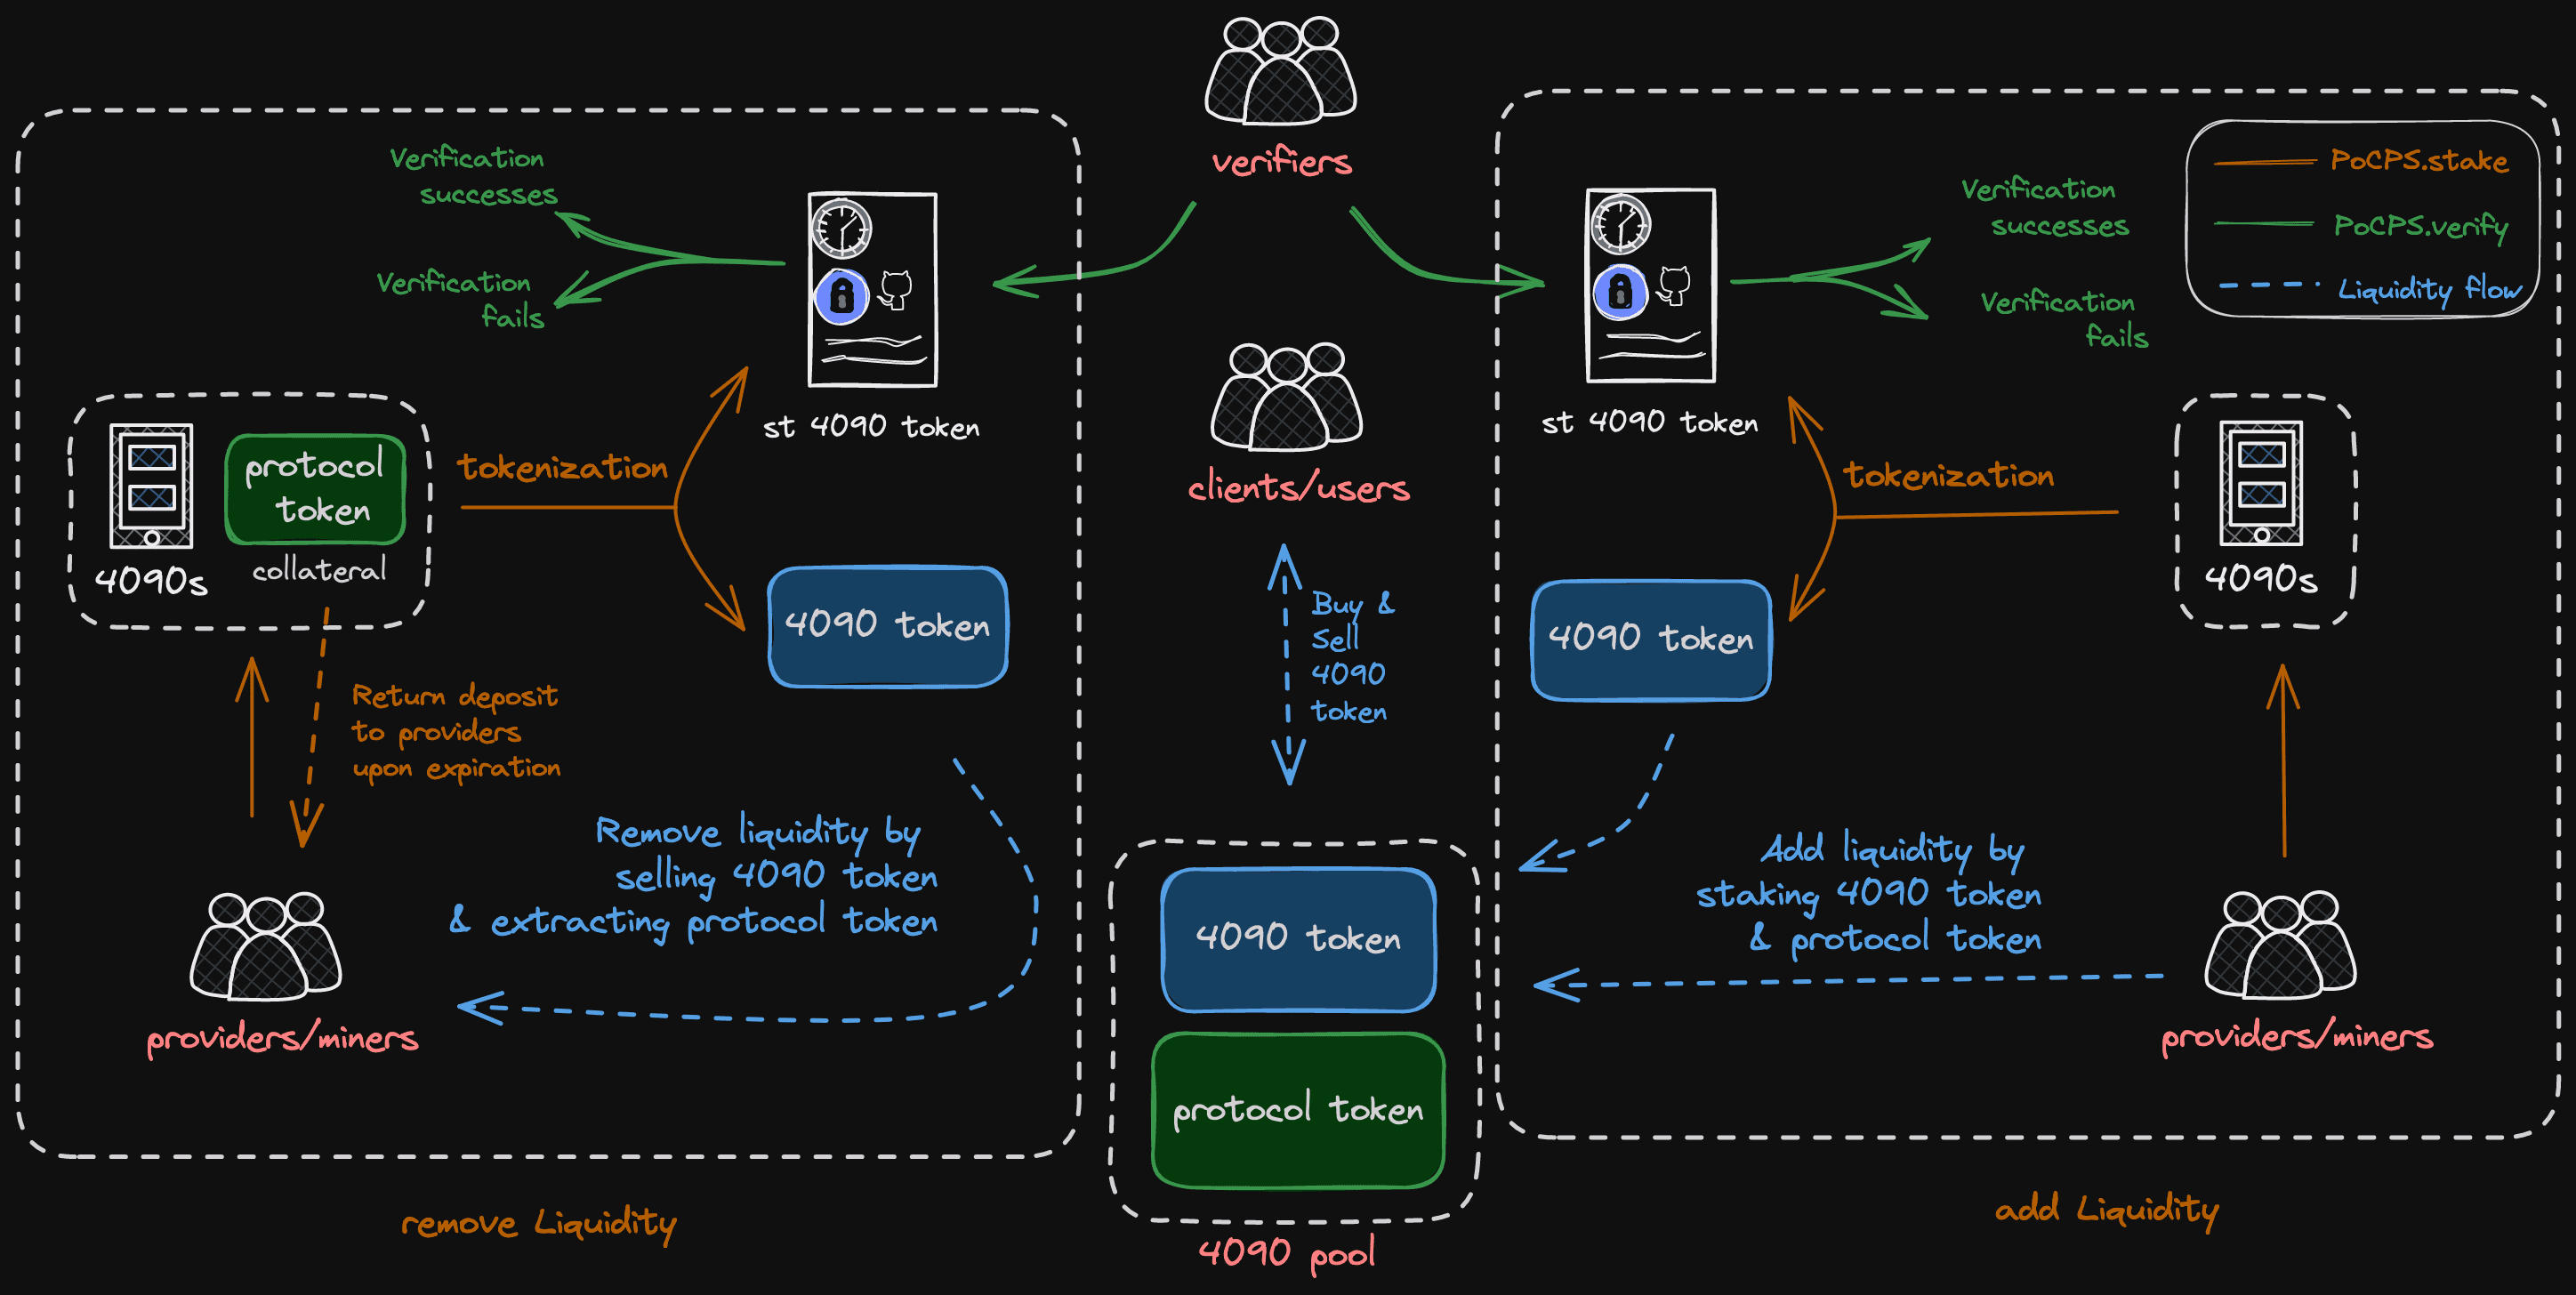 verifiers
Verification
successes
Verification
fails
st 4090 token
protocol
token
collateral
4090s
tokenization
4090 token
Return deposit
to providers
upon expiration
Remove liquidity by
selling 4090 token
& extracting protocol token
providers/miners
remove Liquidity
clients/users
Buy &
Sell
4090
token
4090 token
protocol token
4090 pool
st 4090 token
Verification
successes
Verification
fails
PoCPS.stake
PoCPS.verify
Liquidity flow
tokenization
4090s
4090 token
Add liquidity by
staking 4090 token
& protocol token
providers/miners
add Liquidity